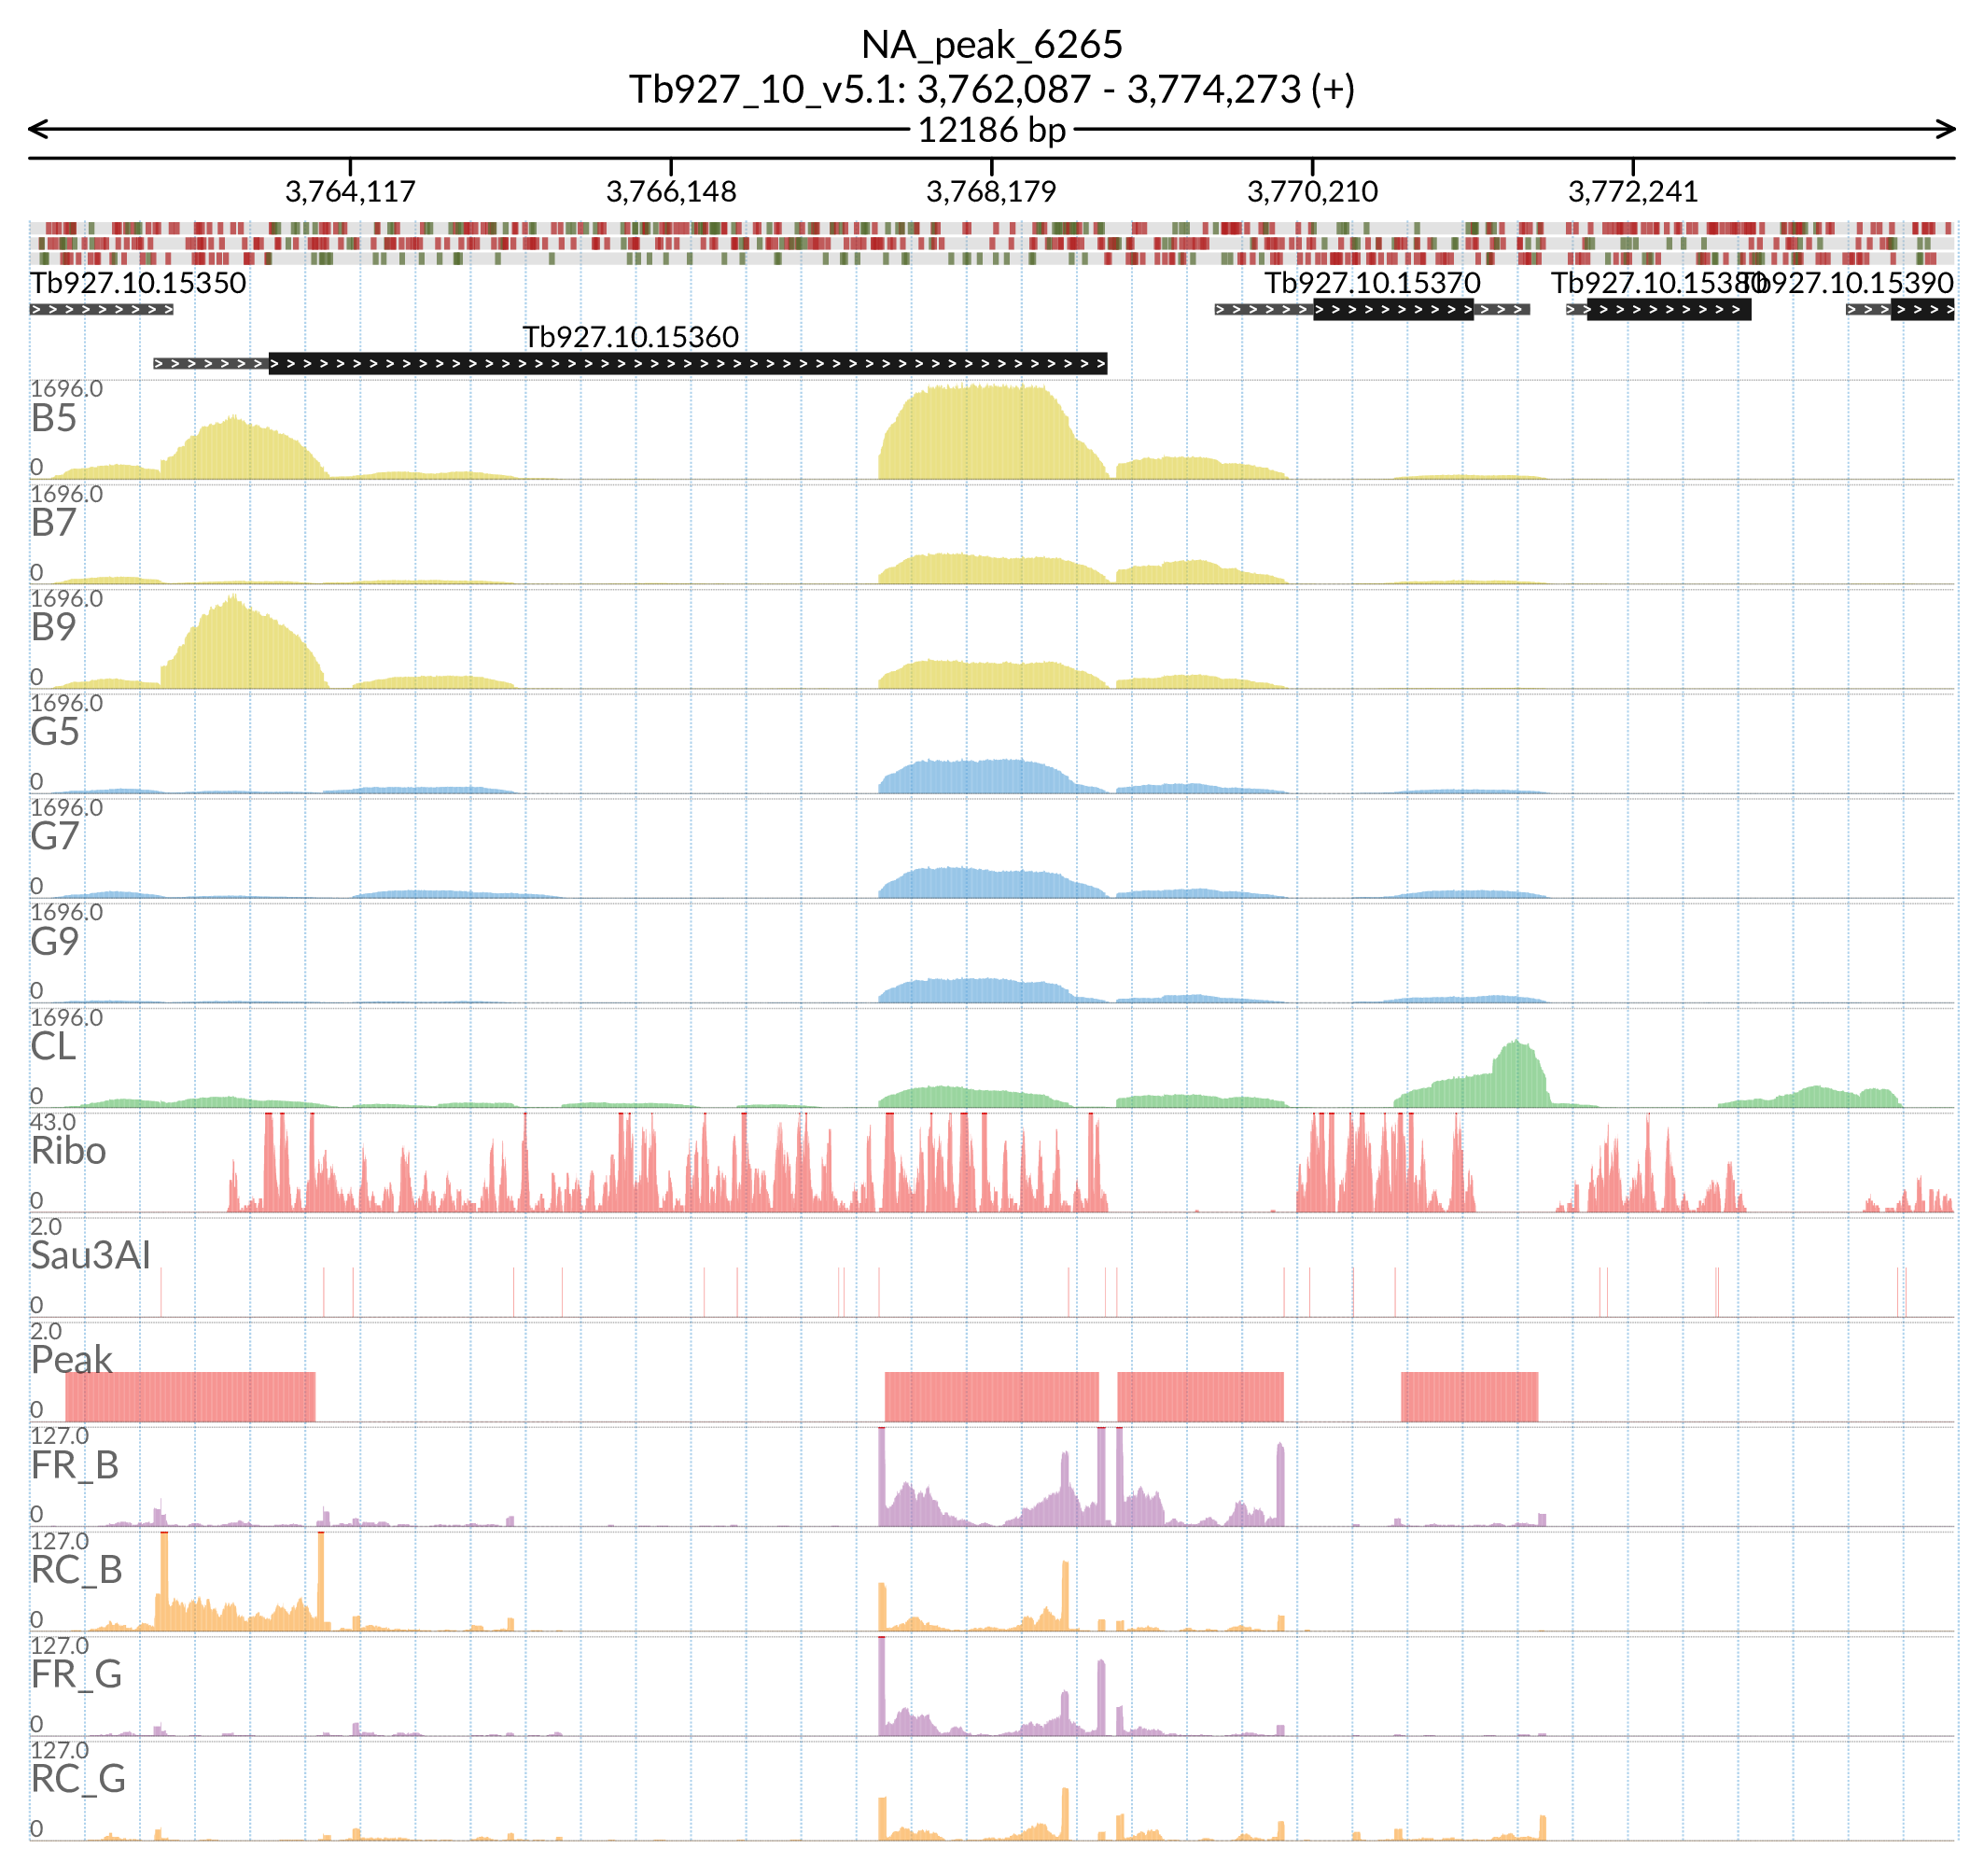 NA_peak_6265
Tb927_10_v5.1: 3,762,087 - 3,774,273 (+)
12186 bp
3,764,117 3,766,148 3,768,179 3,770,210 3,772,241
Tb927.10.15350 Tb927.10.15370 Tb927.10.15380 Tb927.10.15390
Tb927.10.15360
1696.0
B5
0
1696.0
B7
0
1696.0
B9
0
1696.0
G5
0
1696.0
G7
0
1696.0
G9
0
1696.0
CL
0
43.0
Ribo
0
2.0
Sau3AI
0
2.0
Peak
0
127.0
FR_B
0
127.0
RC_B
0
127.0
FR_G
0
127.0
RC_G
0